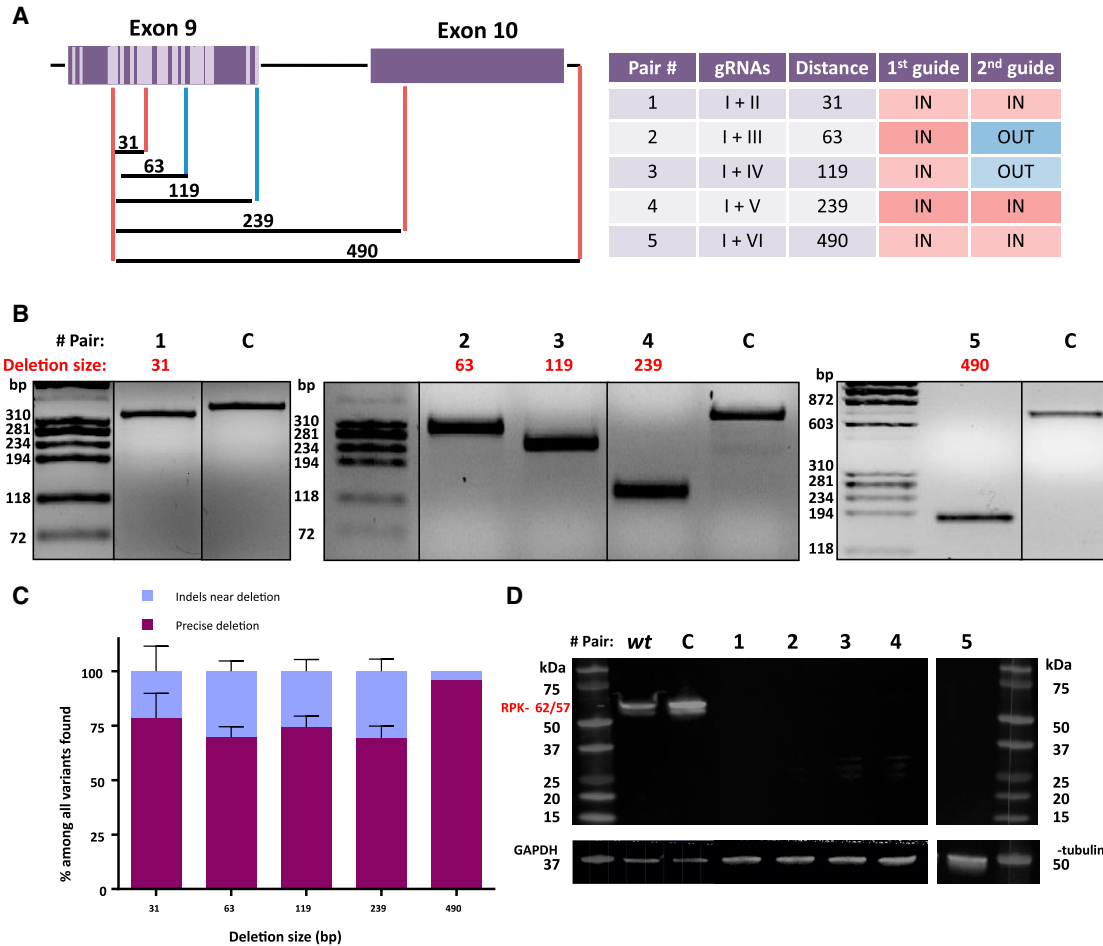 A
Exon 9
Exon 10
31
63
119
239
490
Pair # gRNAs Distance 1st guide 2nd guide
1 I + II 31 IN IN
2 I + III 63 IN OUT
3 I + IV 119 IN OUT
4 I + V 239 IN IN
5 I + VI 490 IN IN
B
# Pair: 1 C 2 3 4 C 5 C
Deletion size: 31 63 119 239 490
bp
310
281
234
194
118
72
bp
310
281
234
194
118
72
bp
872
603
310
281
234
194
118
C
Indels near deletion
Precise deletion
% among all variants found
100
75
50
25
0
31 63 119 239 490
Deletion size (bp)
D
# Pair: wt C 1 2 3 4 5
kDa
75
RPK- 62/57
50
37
25
20
15
kDa
75
50
37
25
20
15
GAPDH
37
-tubulin
50